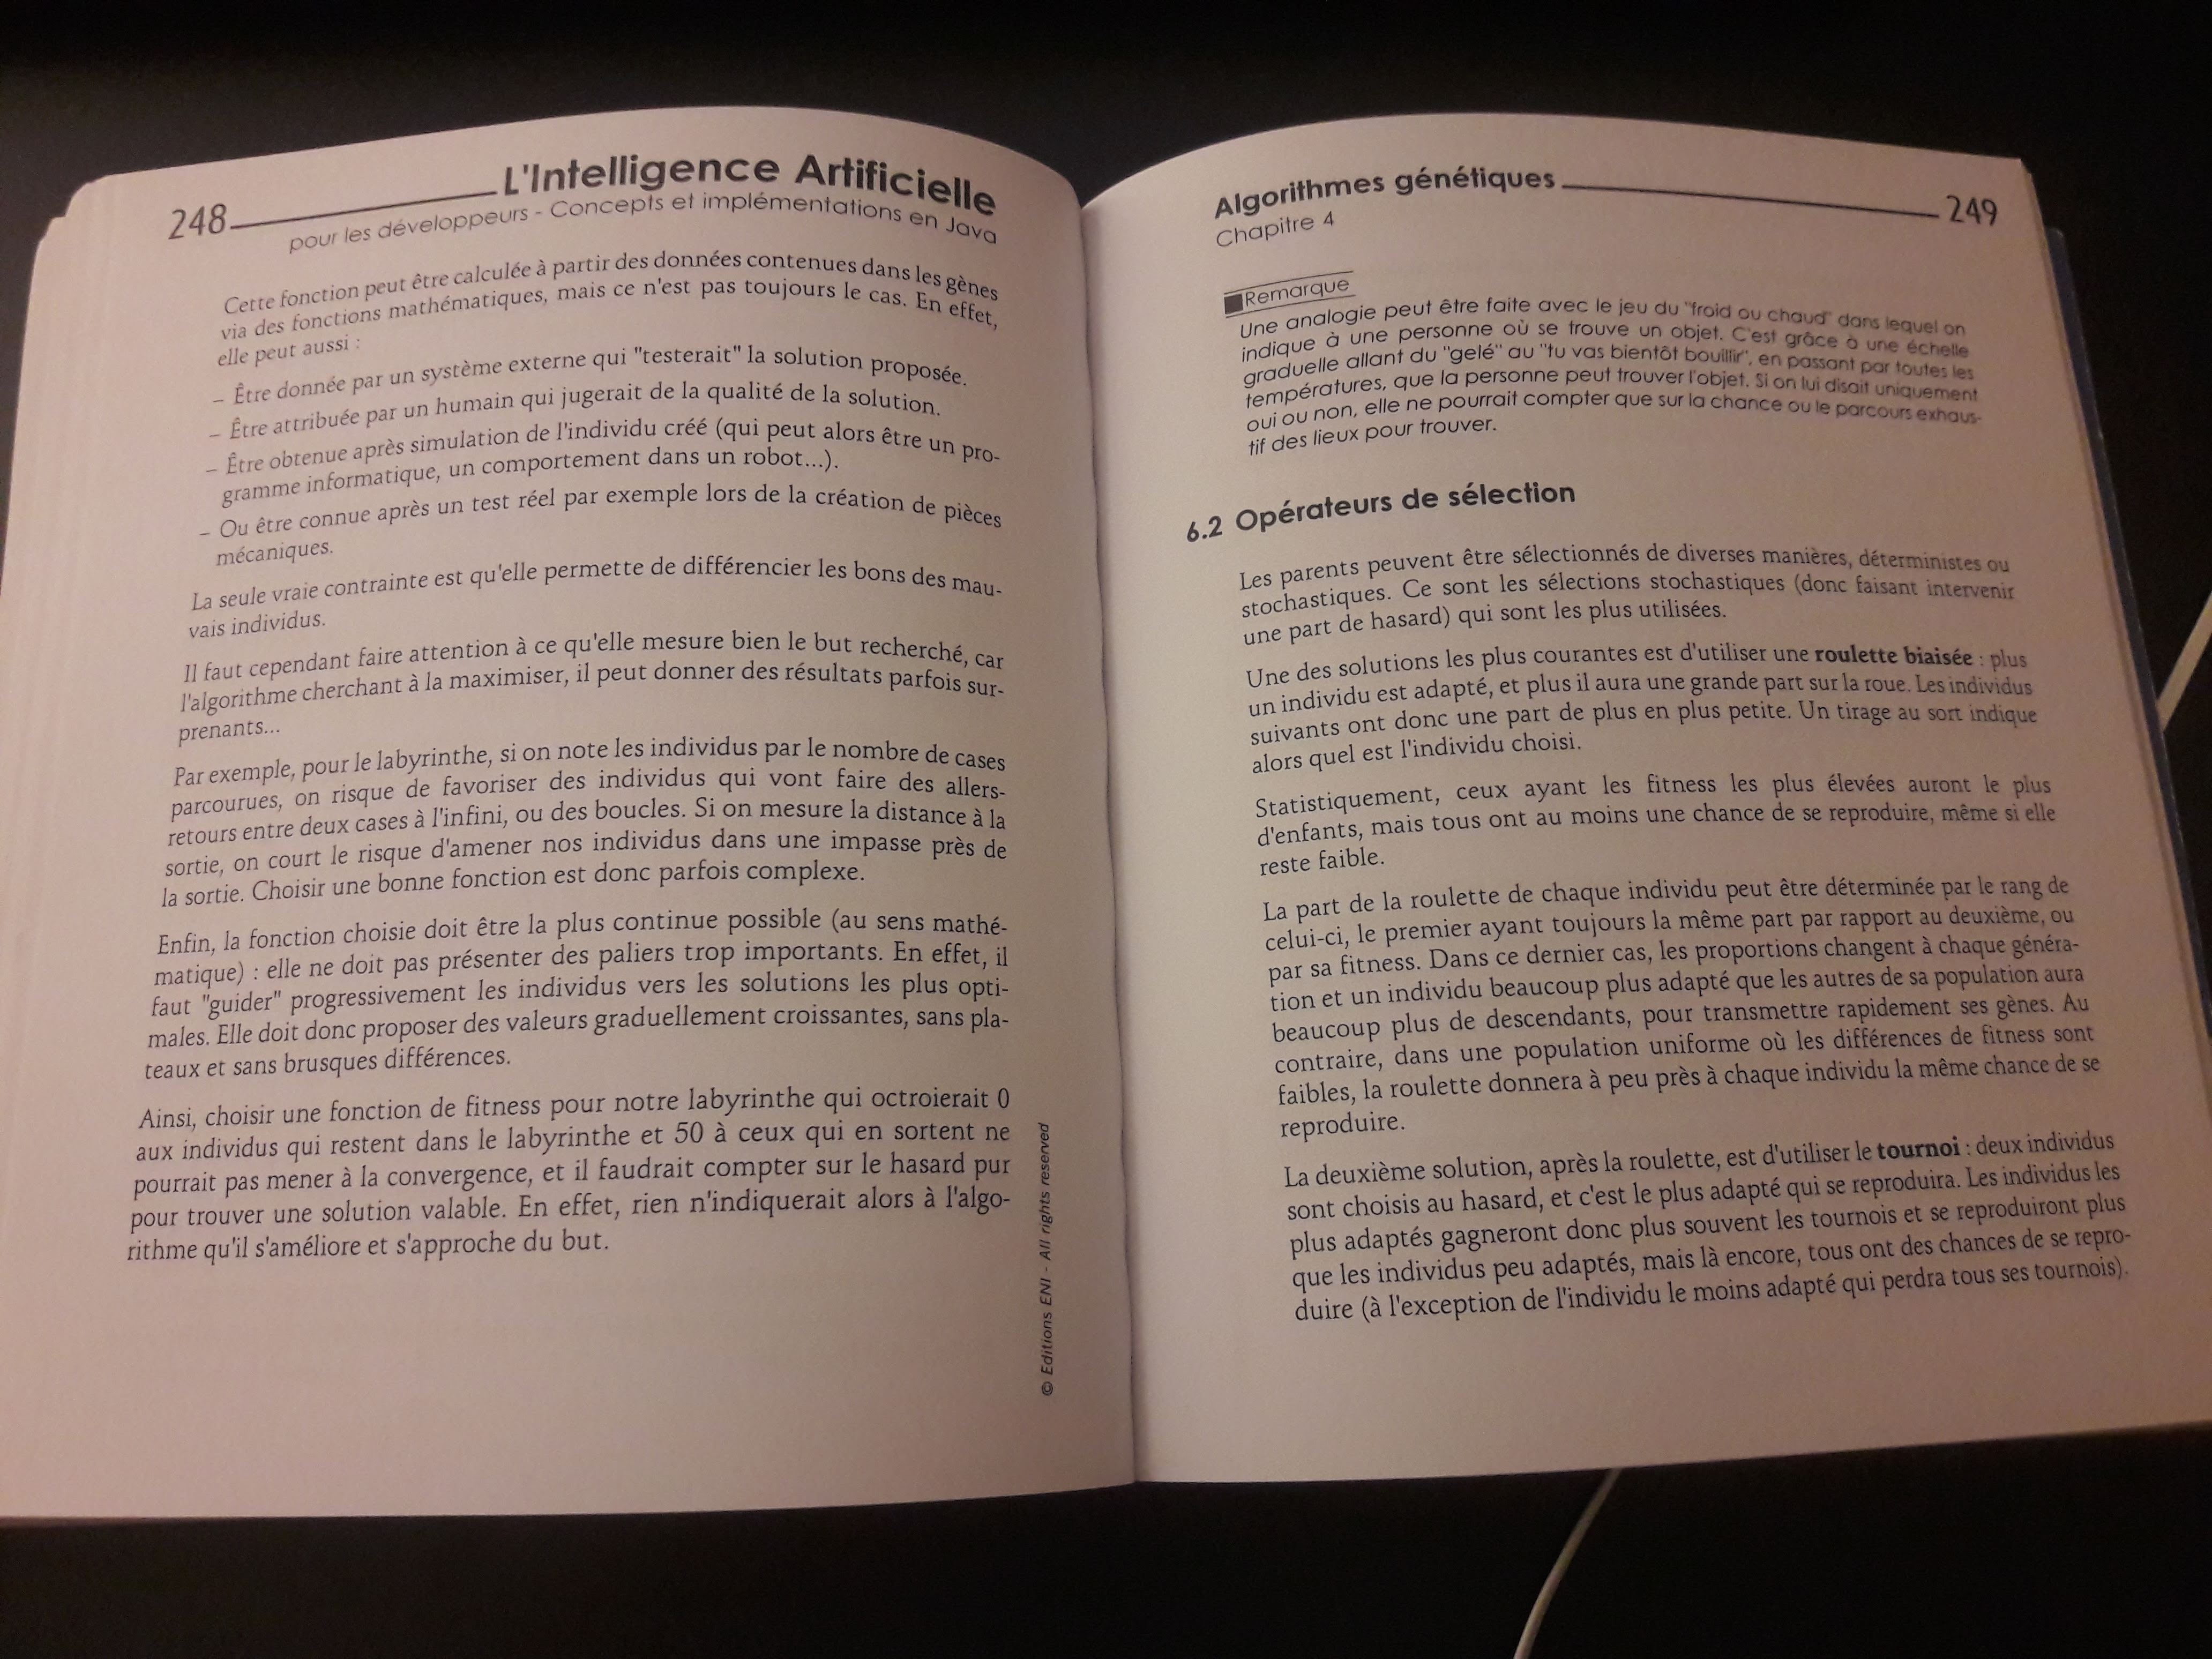 248
L'Intelligence Artificielle
pour les développeurs - Concepts et implémentations en Java
Cette fonction peut être calculée à partir des données contenues dans les gènes
via des fonctions mathématiques, mais ce n'est pas toujours le cas. En effet,
elle peut aussi :
– Être donnée par un système externe qui "testerait" la solution proposée.
– Être attribuée par un humain qui jugerait de la qualité de la solution.
– Être obtenue après simulation de l'individu créé (qui peut alors être un pro-
gramme informatique, un comportement dans un robot...).
– Ou être connue après un test réel par exemple lors de la création de pièces
mécaniques.
La seule vraie contrainte est qu'elle permette de différencier les bons des mau-
vais individus.
Il faut cependant faire attention à ce qu'elle mesure bien le but recherché, car
l'algorithme cherchant à la maximiser, il peut donner des résultats parfois sur-
prenants...
Par exemple, pour le labyrinthe, si on note les individus par le nombre de cases
parcourues, on risque de favoriser des individus qui vont faire des allers-
retours entre deux cases à l'infini, ou des boucles. Si on mesure la distance à la
sortie, on court le risque d'amener nos individus dans une impasse près de
la sortie. Choisir une bonne fonction est donc parfois complexe.
Enfin, la fonction choisie doit être la plus continue possible (au sens mathé-
matique) : elle ne doit pas présenter des paliers trop importants. En effet, il
faut "guider" progressivement les individus vers les solutions les plus opti-
males. Elle doit donc proposer des valeurs graduellement croissantes, sans pla-
teaux et sans brusques différences.
Ainsi, choisir une fonction de fitness pour notre labyrinthe qui octroierait 0
aux individus qui restent dans le labyrinthe et 50 à ceux qui en sortent ne
pourrait pas mener à la convergence, et il faudrait compter sur le hasard pur
pour trouver une solution valable. En effet, rien n'indiquerait alors à l'algo-
rithme qu'il s'améliore et s'approche du but.
© Editions ENI - All rights reserved
Algorithmes génétiques
249
Chapitre 4
Remarque
Une analogie peut être faite avec le jeu du "froid ou chaud" dans lequel on
indique à une personne où se trouve un objet. C'est grâce à une échelle
graduelle allant du "gelé" au "tu vas bientôt bouillir", en passant par toutes les
températures, que la personne peut trouver l'objet. Si on lui disait uniquement
oui ou non, elle ne pourrait compter que sur la chance ou le parcours exhaus-
tif des lieux pour trouver.
6.2 Opérateurs de sélection
Les parents peuvent être sélectionnés de diverses manières, déterministes ou
stochastiques. Ce sont les sélections stochastiques (donc faisant intervenir
une part de hasard) qui sont les plus utilisées.
Une des solutions les plus courantes est d'utiliser une roulette biaisée : plus
un individu est adapté, et plus il aura une grande part sur la roue. Les individus
suivants ont donc une part de plus en plus petite. Un tirage au sort indique
alors quel est l'individu choisi.
Statistiquement, ceux ayant les fitness les plus élevées auront le plus
d'enfants, mais tous ont au moins une chance de se reproduire, même si elle
reste faible.
La part de la roulette de chaque individu peut être déterminée par le rang de
celui-ci, le premier ayant toujours la même part par rapport au deuxième, ou
par sa fitness. Dans ce dernier cas, les proportions changent à chaque généra-
tion et un individu beaucoup plus adapté que les autres de sa population aura
beaucoup plus de descendants, pour transmettre rapidement ses gènes. Au
contraire, dans une population uniforme où les différences de fitness sont
faibles, la roulette donnera à peu près à chaque individu la même chance de se
reproduire.
La deuxième solution, après la roulette, est d'utiliser le tournoi : deux individus
sont choisis au hasard, et c'est le plus adapté qui se reproduira. Les individus les
plus adaptés gagneront donc plus souvent les tournois et se reproduiront plus
que les individus peu adaptés, mais là encore, tous ont des chances de se repro-
duire (à l'exception de l'individu le moins adapté qui perdra tous ses tournois).